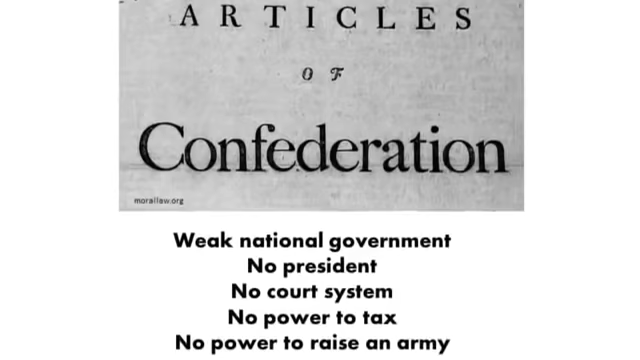 ARTICLES
OF
Confederation
morallaw.org
Weak national government
No president
No court system
No power to tax
No power to raise an army